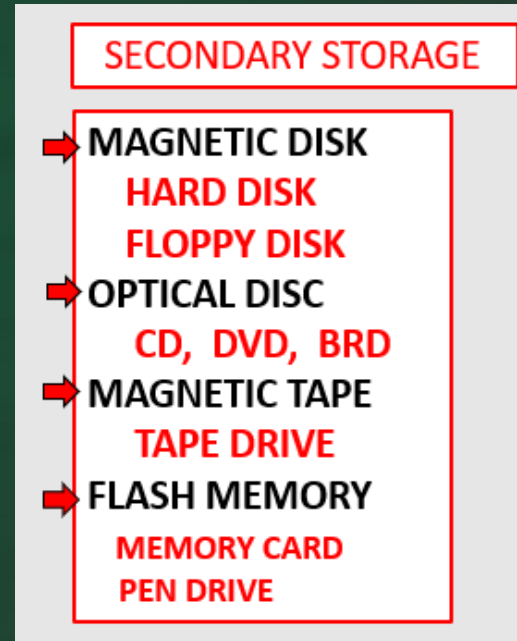 SECONDARY STORAGE
MAGNETIC DISK
HARD DISK
FLOPPY DISK
OPTICAL DISC
CD, DVD, BRD
MAGNETIC TAPE
TAPE DRIVE
FLASH MEMORY
MEMORY CARD
PEN DRIVE